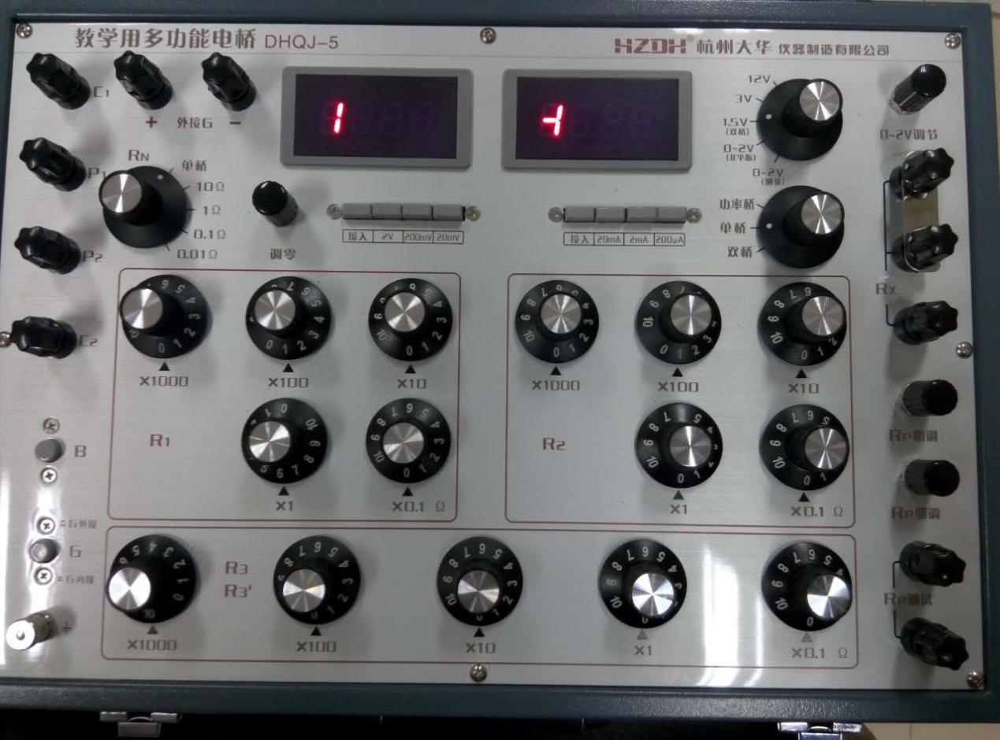 教学用多功能电桥 DHQJ-5
HZDH® 杭州大华 仪器制造有限公司
C1
+ 外接G -
P1
P2
C2
RN
单桥
10Ω
1Ω
0.1Ω
0.01Ω
调零
1
-1
接入 2V 200mV 20mV
接入 20mA 2mA 200μA
12V
3V
1.5V
(双桥)
0~2V
(非平衡)
0~2V
(测量)
功率桥
单桥
双桥
0~2V调节
Rx
RP粗调
RP细调
RP测试
B
G外接
G
G内接
R1
×1000
×100
×10
×1
×0.1 Ω
R2
×1000
×100
×10
×1
×0.1 Ω
R3
R3'
×1000
×100
×10
×1
×0.1 Ω